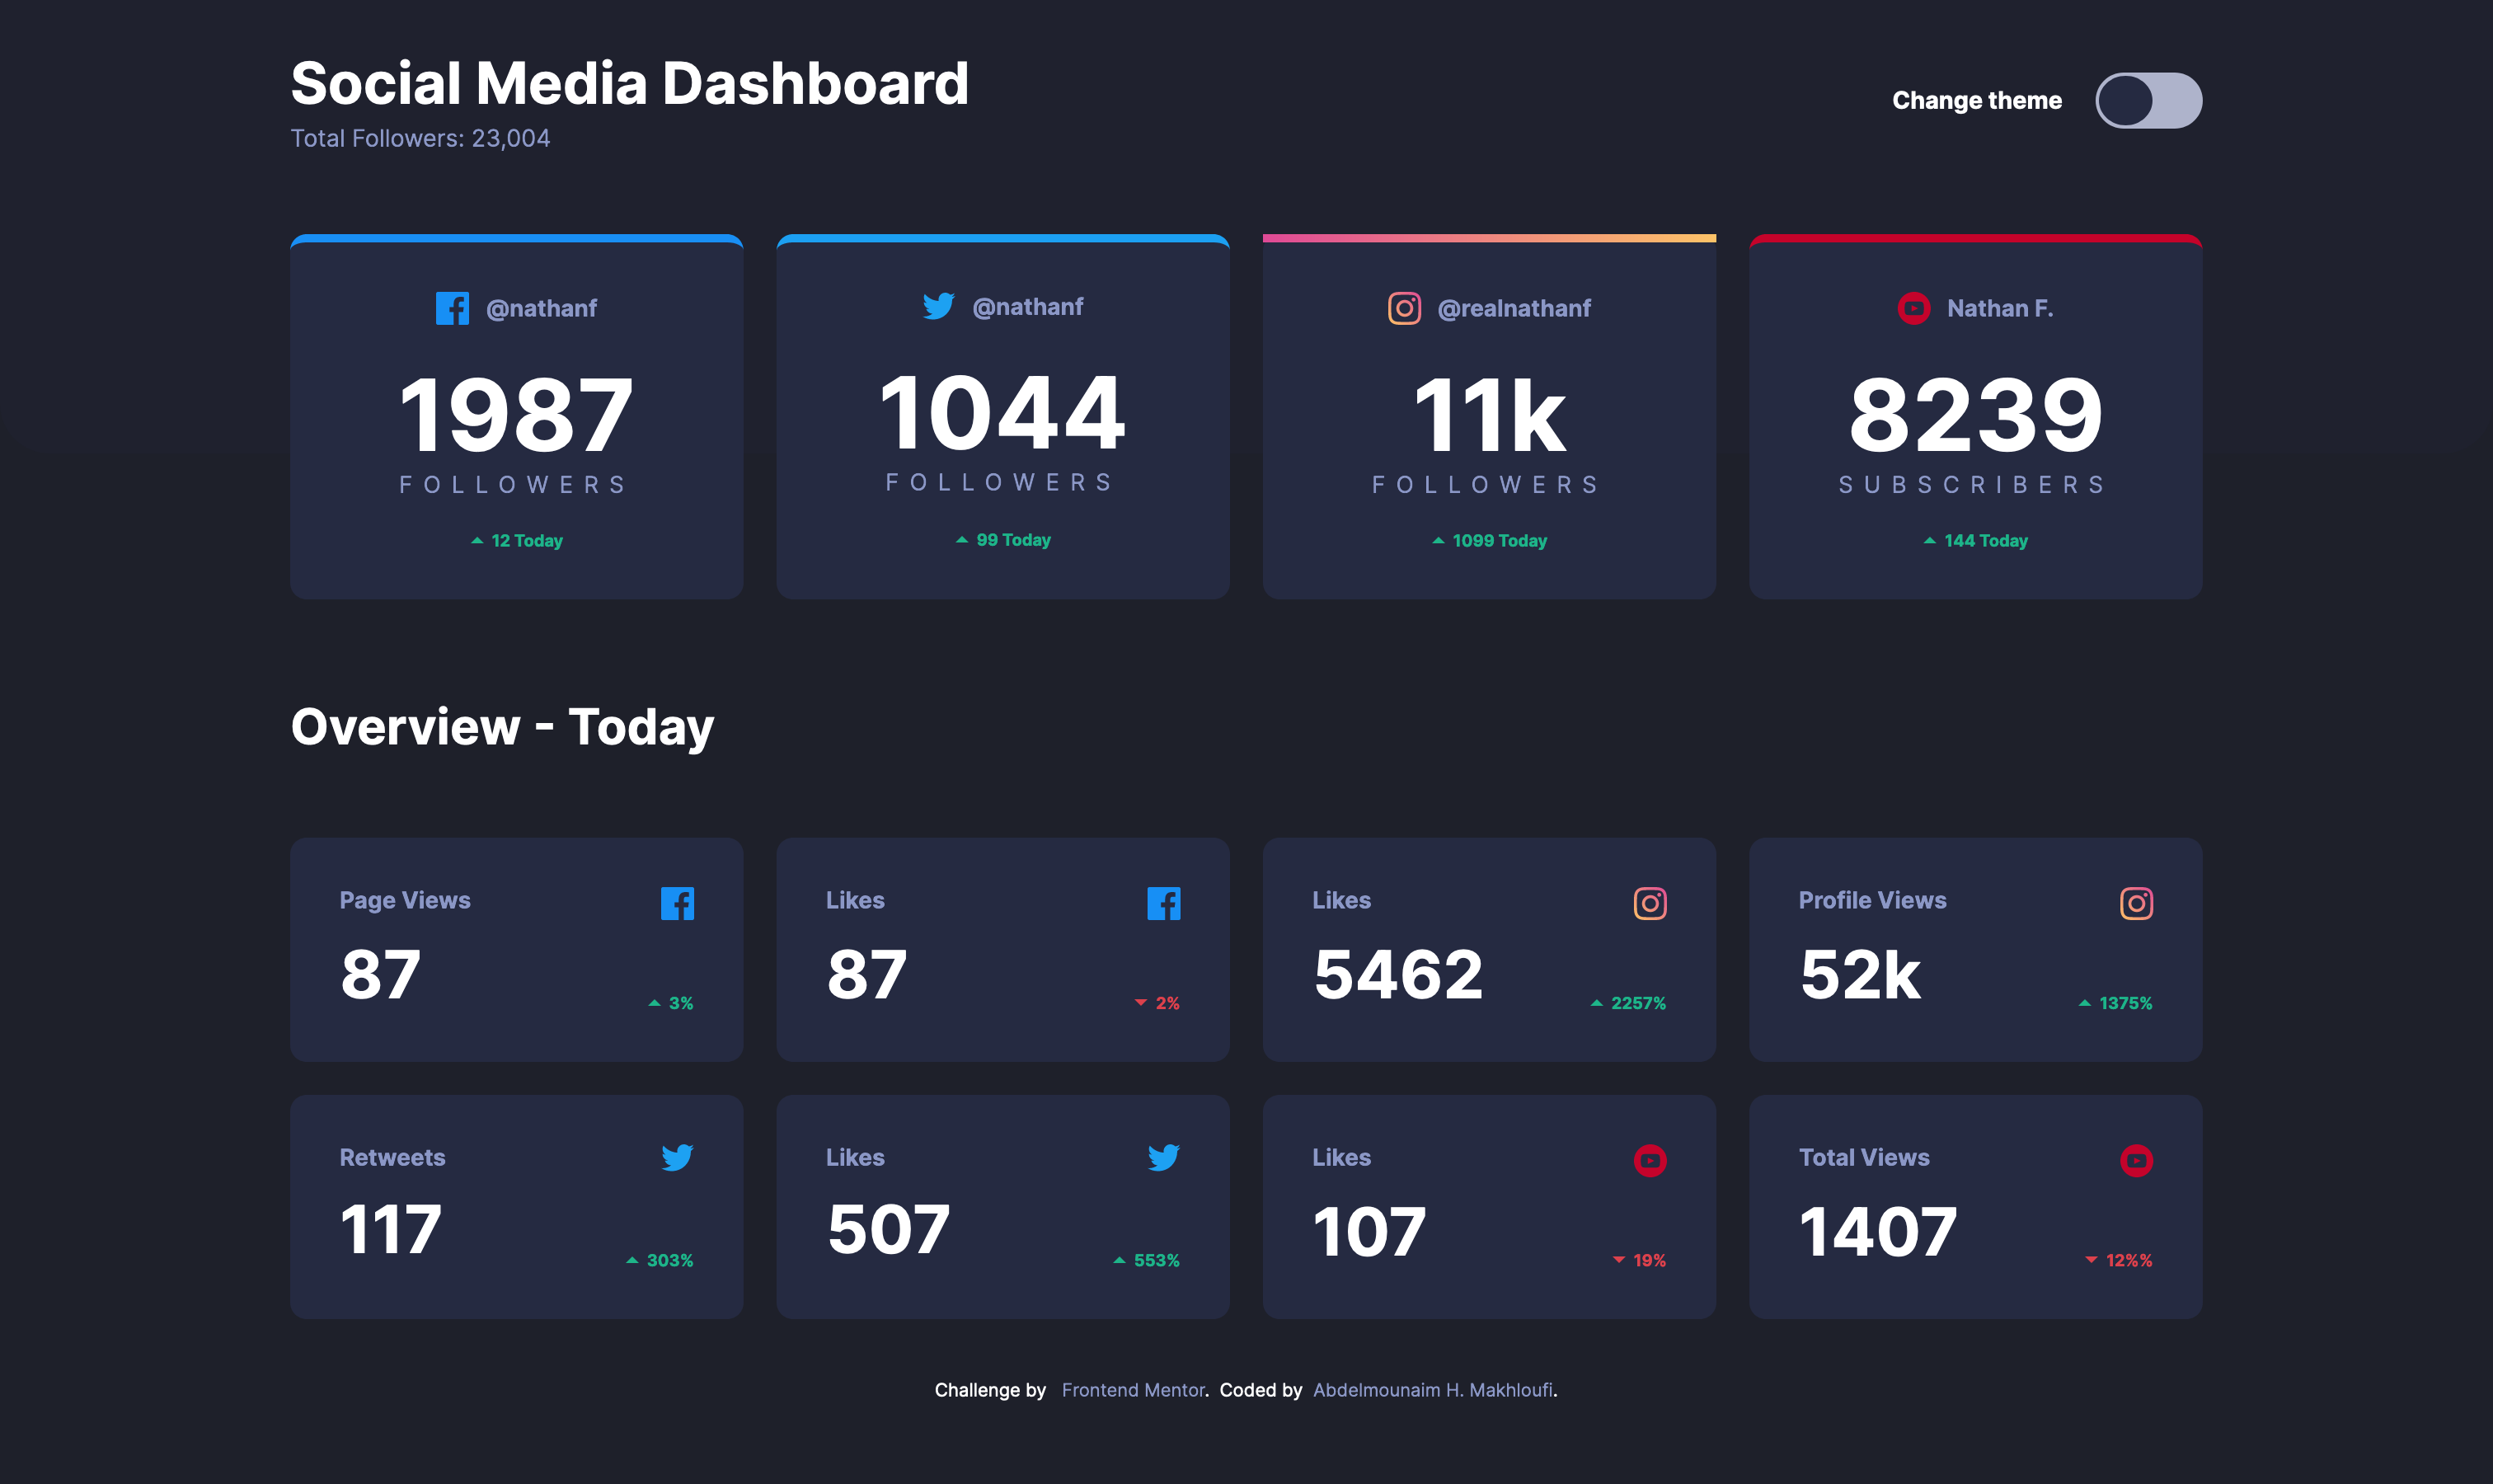 Social Media Dashboard
Total Followers: 23,004
Change theme
@nathanf
1987
FOLLOWERS
12 Today
@nathanf
1044
FOLLOWERS
99 Today
@realnathanf
11k
FOLLOWERS
1099 Today
Nathan F.
8239
SUBSCRIBERS
144 Today
Overview - Today
Page Views
87
3%
Likes
87
2%
Likes
5462
2257%
Profile Views
52k
1375%
Retweets
117
303%
Likes
507
553%
Likes
107
19%
Total Views
1407
12%%
Challenge by Frontend Mentor. Coded by Abdelmounaim H. Makhloufi.